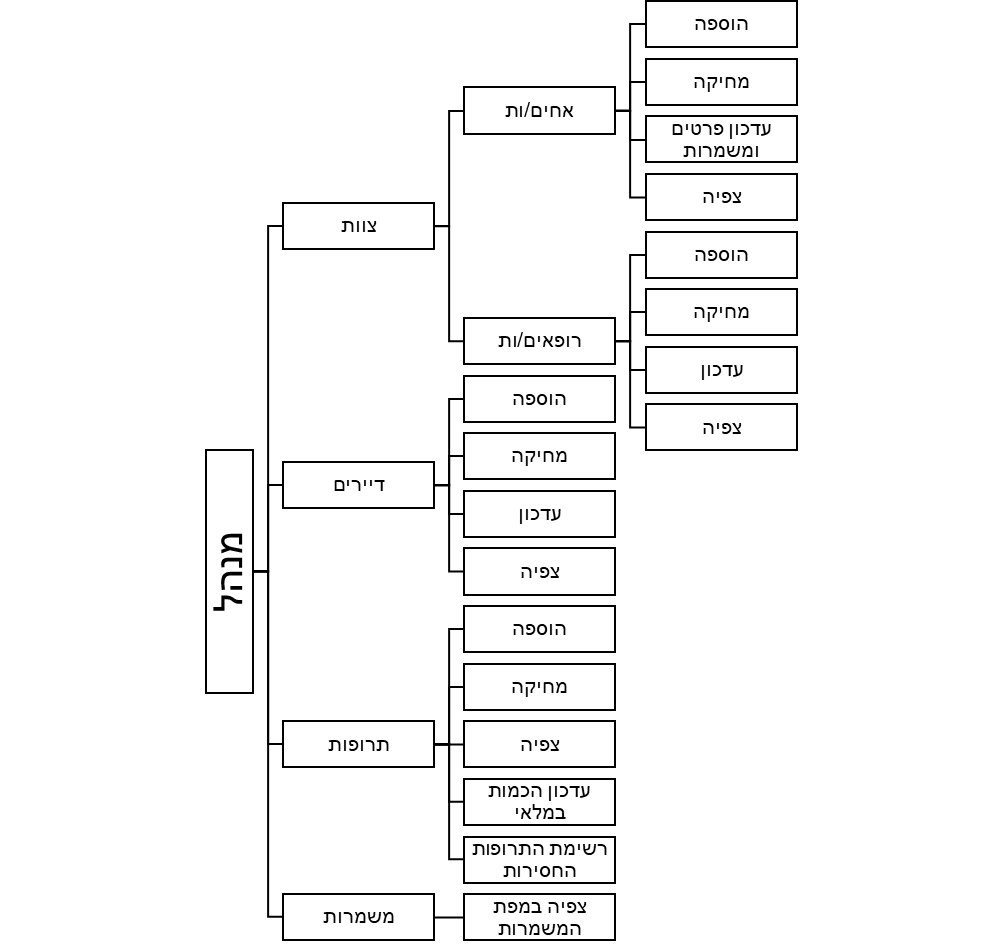 מנהל
צוות
אחים/ות
הוספה
מחיקה
עדכון פרטים
ומשמרות
צפיה
רופאים/ות
הוספה
מחיקה
עדכון
צפיה
דיירים
הוספה
מחיקה
עדכון
צפיה
תרופות
הוספה
מחיקה
צפיה
עדכון הכמות
במלאי
רשימת התרופות
החסירות
משמרות
צפיה במפת
המשמרות